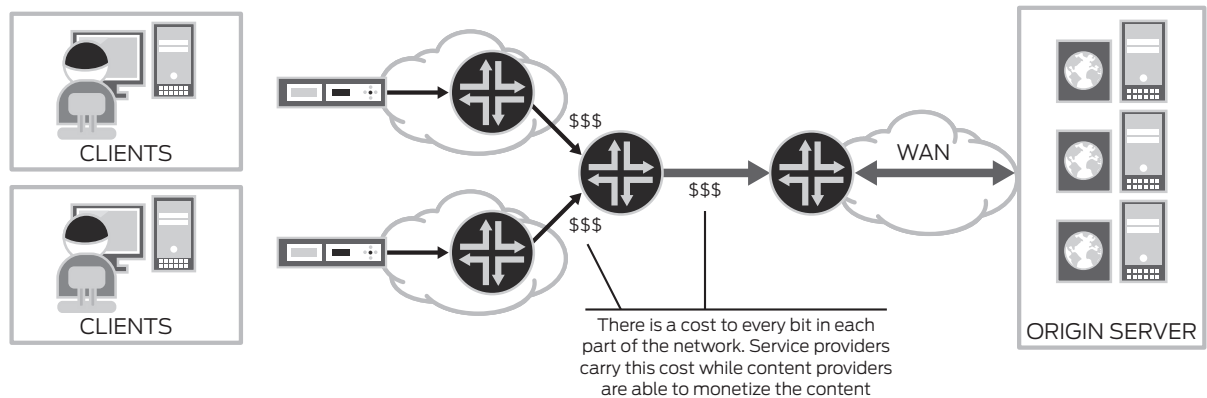 CLIENTS
CLIENTS
$$$
$$$
$$$
WAN
ORIGIN SERVER
There is a cost to every bit in each
part of the network. Service providers
carry this cost while content providers
are able to monetize the content